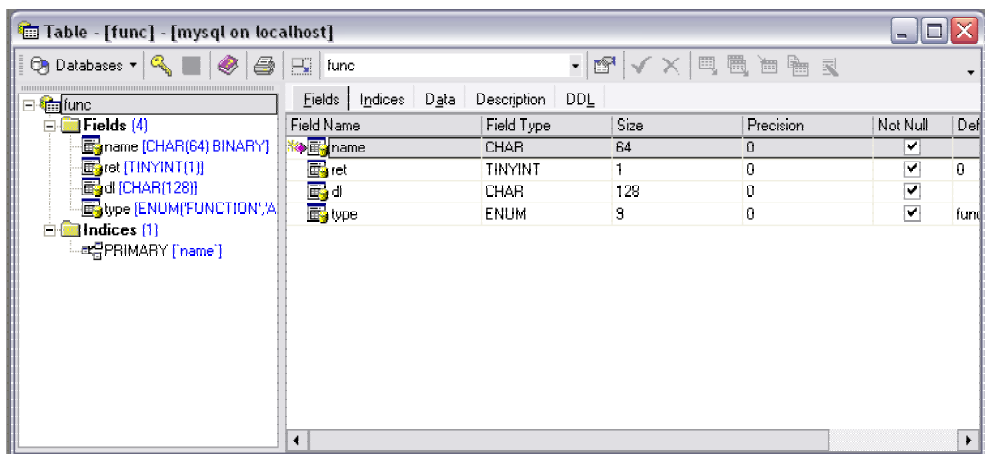 Table - [func] - [mysql on localhost]
Databases func
Fields Indices Data Description DDL
func
Fields (4)
name [CHAR(64) BINARY]
ret [TINYINT(1)]
dl [CHAR(128)]
type [ENUM('FUNCTION','A
Indices (1)
PRIMARY [`name`]
Field Name Field Type Size Precision Not Null Def
name CHAR 64 0
ret TINYINT 1 0 0
dl CHAR 128 0
type ENUM 9 0 func